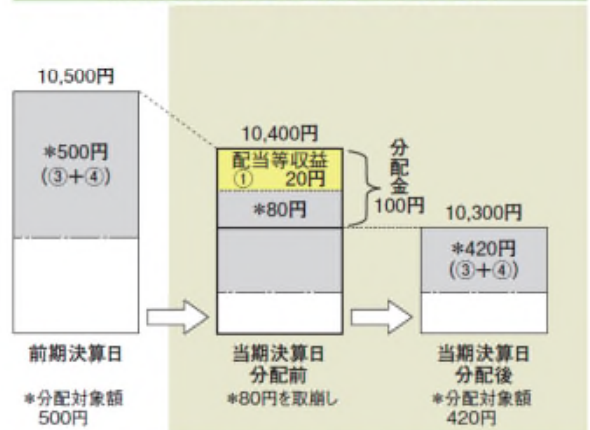 10,500円
*500円
(③+④)
前期決算日
*分配対象額
500円
10,400円
配当等収益
① 20円
*80円
分配金
100円
当期決算日
分配前
*80円を取崩し
10,300円
*420円
(③+④)
当期決算日
分配後
*分配対象額
420円